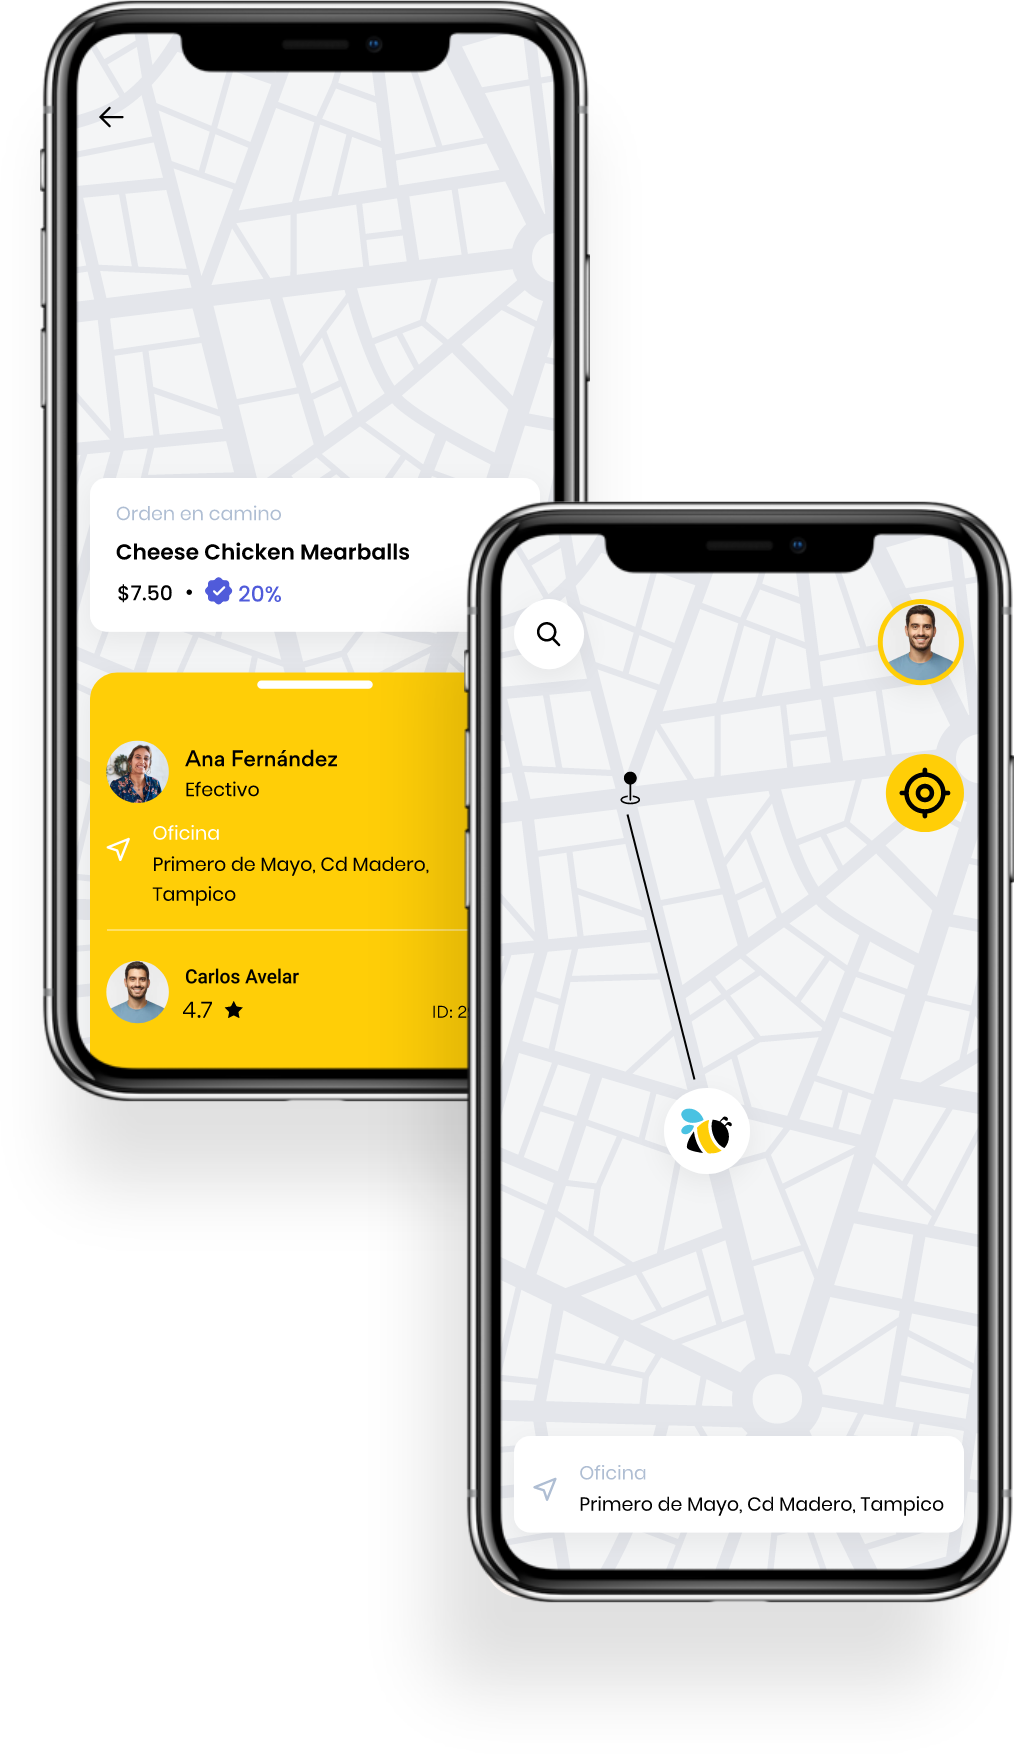 Orden en camino
Cheese Chicken Mearballs
$7.50 • 20%
Ana Fernández
Efectivo
Oficina
Primero de Mayo, Cd Madero,
Tampico
Carlos Avelar
4.7
ID: 2
Oficina
Primero de Mayo, Cd Madero, Tampico